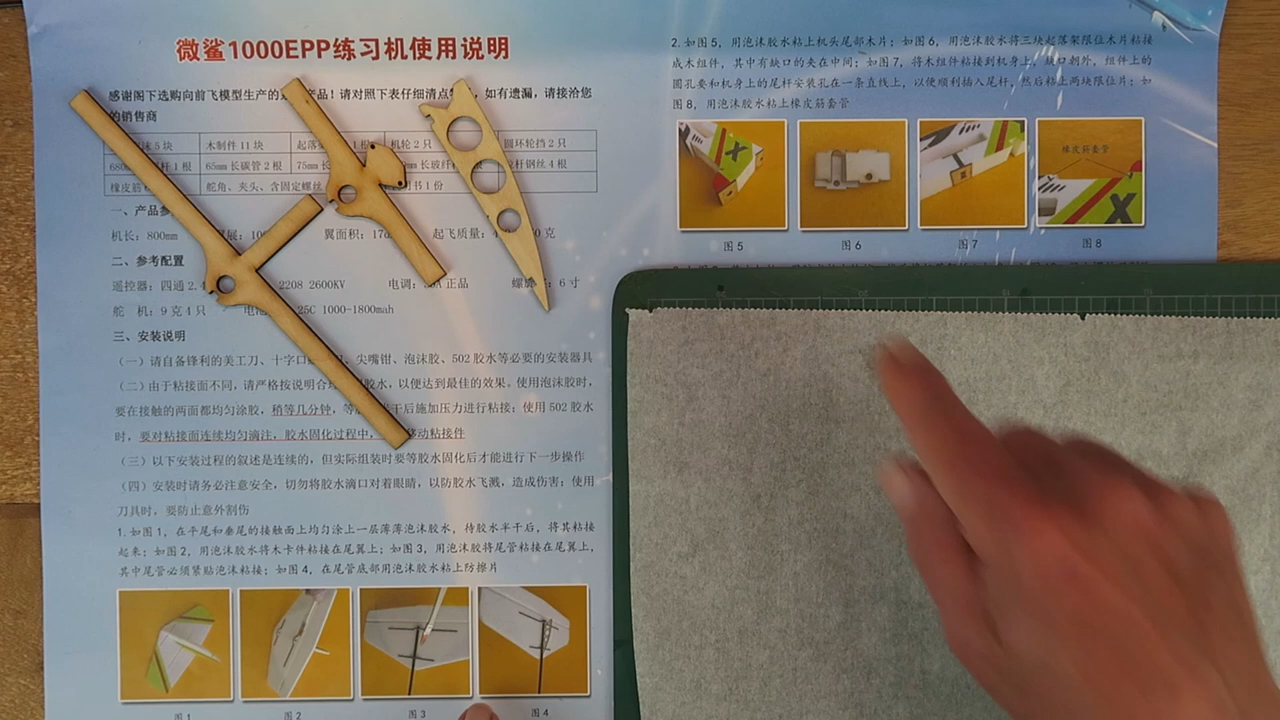 微鲨1000EPP练习机使用说明
感谢阁下选购向前飞模型生产的 产品！请对照下表仔细清点 如有遗漏，请接洽您
的销售商
5块 木制件11块 起落 1根 机轮2只 圆环轮挡2只
杆1根 65mm长碳管2根 75mm长 长玻纤 拉杆钢丝4根
橡皮筋 舵角、夹头、含固定螺丝 书1份
一、产品参
机长：800mm 翼展：10 翼面积：17 起飞质量：4 0克
二、参考配置
遥控器：四通2.4 2208 2600KV 电调： A正品 螺旋 ：6寸
舵 机：9克4只 电池 25C 1000-1800mah
三、安装说明
（一）请自备锋利的美工刀、十字口 、尖嘴钳、泡沫胶、502胶水等必要的安装器具
（二）由于粘接面不同，请严格按说明合 胶水，以便达到最佳的效果。使用泡沫胶时，
要在接触的两面都均匀涂胶，稍等几分钟，等 干后施加压力进行粘接；使用502胶水
时，要对粘接面连续均匀滴注，胶水固化过程中， 移动粘接件
（三）以下安装过程的叙述是连续的，但实际组装时要等胶水固化后才能进行下一步操作
（四）安装时请务必注意安全，切勿将胶水滴口对着眼睛，以防胶水飞溅，造成伤害；使用
刀具时，要防止意外割伤
1.如图1，在平尾和垂尾的接触面上均匀涂上一层薄薄泡沫胶水，待胶水半干后，将其粘接
起来；如图2，用泡沫胶水将木卡件粘接在尾翼上；如图3，用泡沫胶将尾管粘接在尾翼上，
其中尾管必须紧贴泡沫粘接；如图4，在尾管底部用泡沫胶水粘上防擦片
图1 图2 图3 图4
2.如图5，用泡沫胶水粘上机头尾部木片；如图6，用泡沫胶水将三块起落架限位木片粘接
成木组件，其中有缺口的夹在中间；如图7，将木组件粘接到机身上，缺口朝外，组件上的
圆孔要和机身上的尾杆安装孔在一条直线上，以便顺利插入尾杆，然后粘上两块限位片；如
图8，用泡沫胶水粘上橡皮筋套管
橡皮筋套管
图5 图6 图7 图8